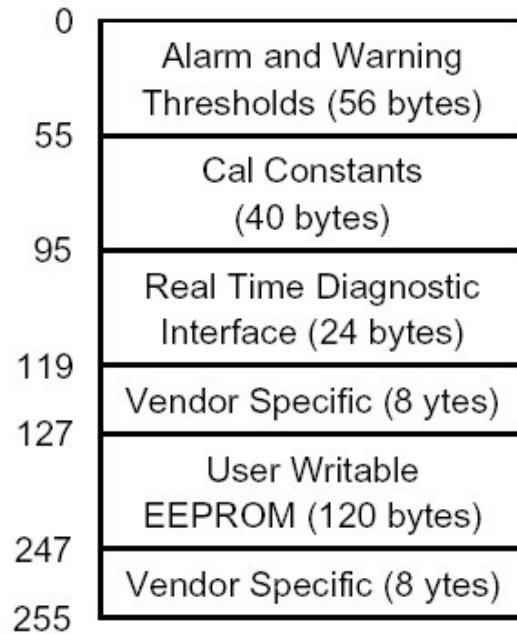 0
Alarm and Warning
Thresholds (56 bytes)
55
Cal Constants
(40 bytes)
95
Real Time Diagnostic
Interface (24 bytes)
119
Vendor Specific (8 ytes)
127
User Writable
EEPROM (120 bytes)
247
Vendor Specific (8 ytes)
255